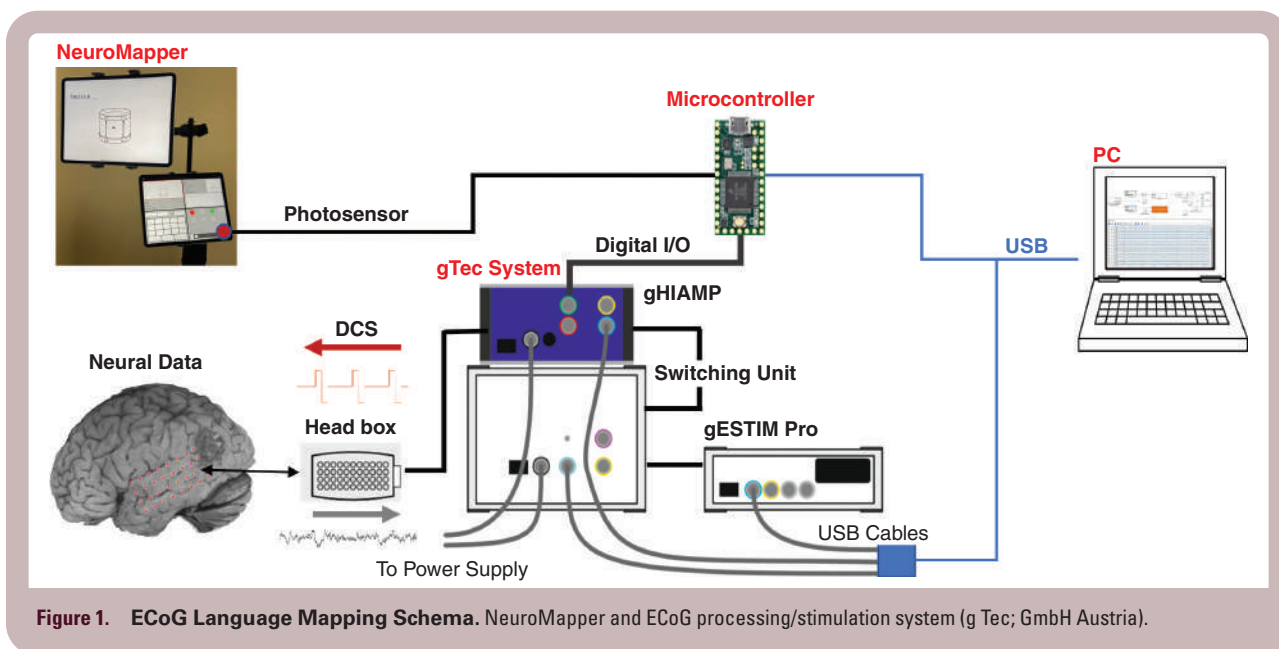 NeuroMapper
Microcontroller
PC
Photosensor
Digital I/O
USB
gTec System
gHIAMP
DCS
Neural Data
Switching Unit
Head box
gESTIM Pro
USB Cables
To Power Supply
Figure 1. ECoG Language Mapping Schema. NeuroMapper and ECoG processing/stimulation system (g Tec; GmbH Austria).